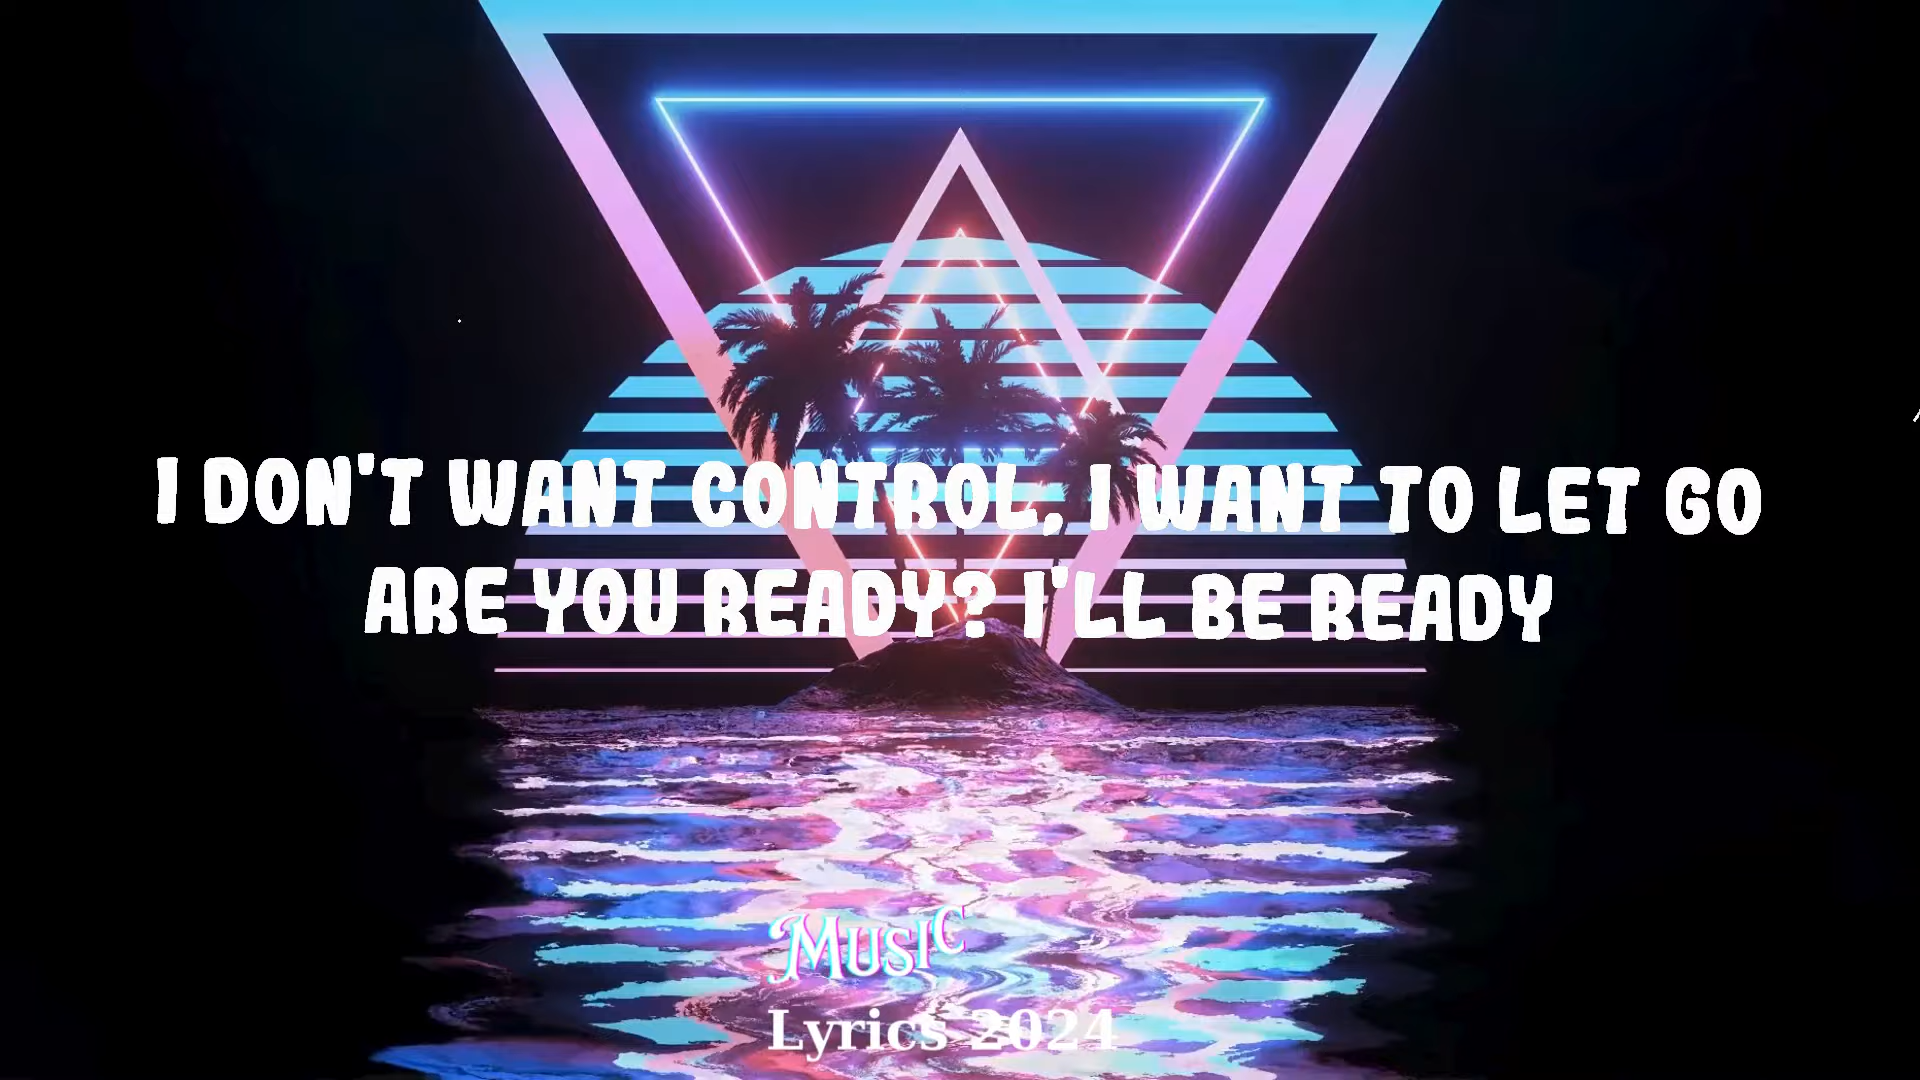 I DON'T WANT CONTROL, I WANT TO LET GO
ARE YOU READY? I'LL BE READY
MUSIC
Lyrics 2024